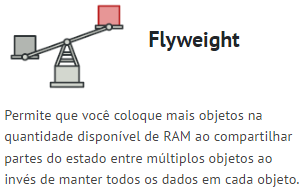 Flyweight
Permite que você coloque mais objetos na
quantidade disponível de RAM ao compartilhar
partes do estado entre múltiplos objetos ao
invés de manter todos os dados em cada objeto.